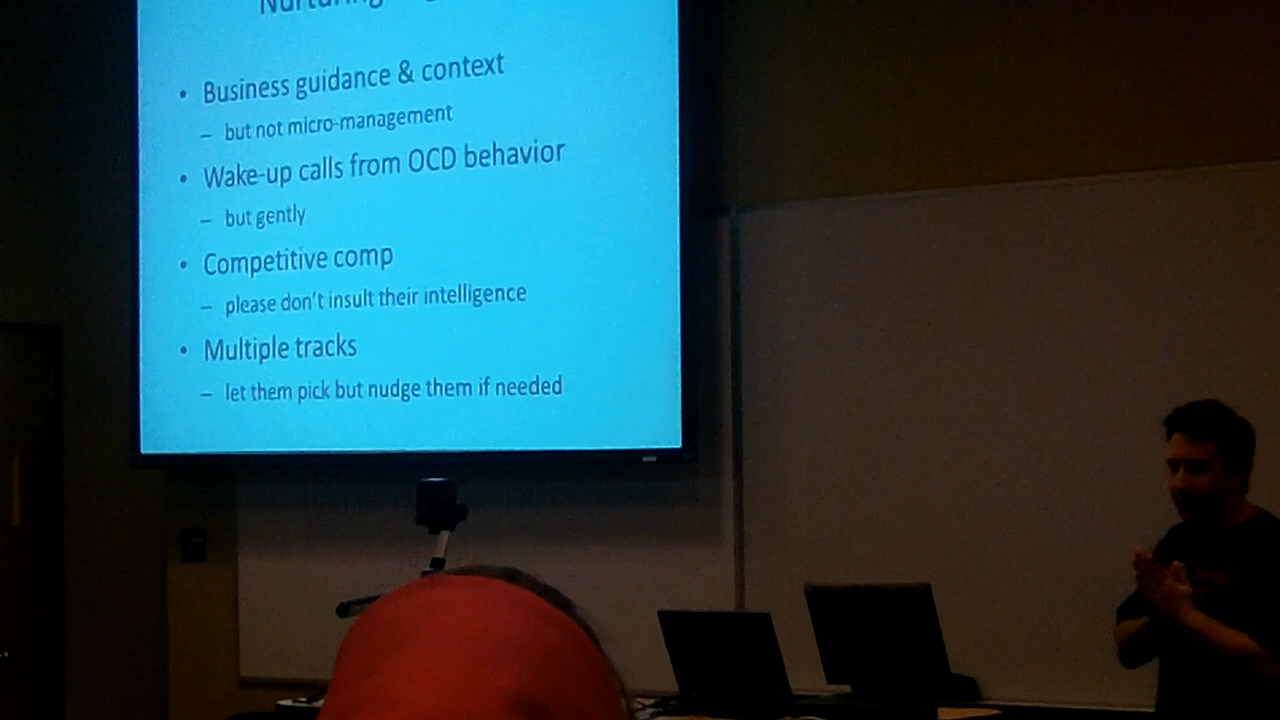 Nurturing
• Business guidance & context
– but not micro-management
• Wake-up calls from OCD behavior
– but gently
• Competitive comp
– please don't insult their intelligence
• Multiple tracks
– let them pick but nudge them if needed